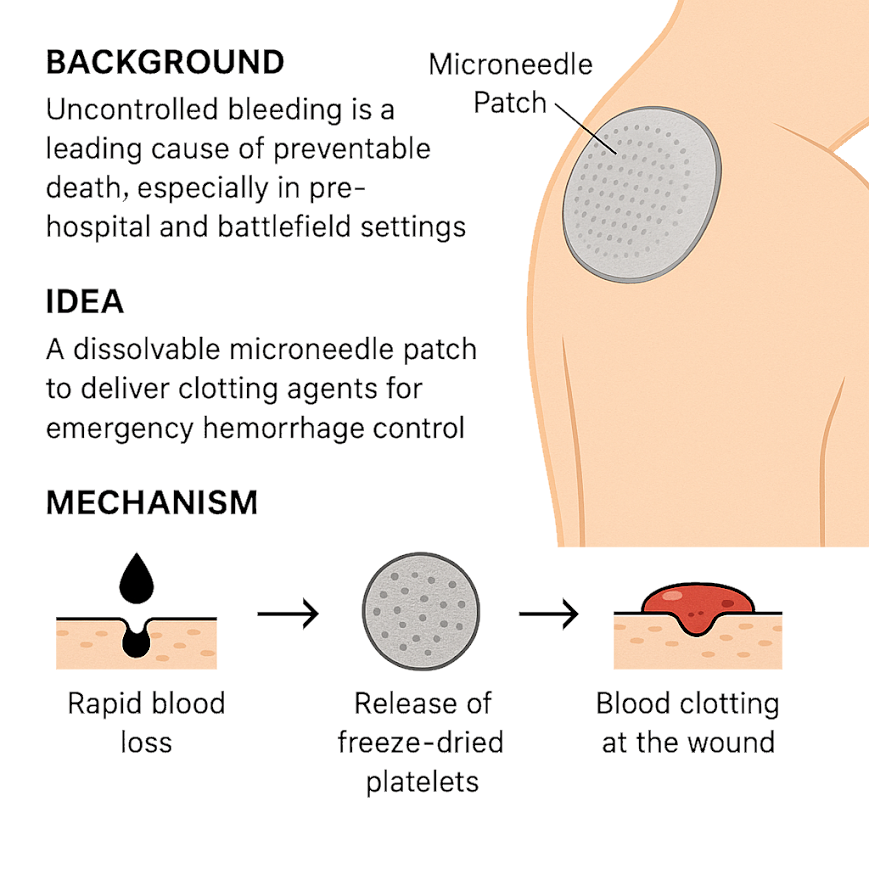 BACKGROUND
Uncontrolled bleeding is a
leading cause of preventable
death, especially in pre-
hospital and battlefield settings
Microneedle
Patch
IDEA
A dissolvable microneedle patch
to deliver clotting agents for
emergency hemorrhage control
MECHANISM
Rapid blood
loss
Release of
freeze-dried
platelets
Blood clotting
at the wound